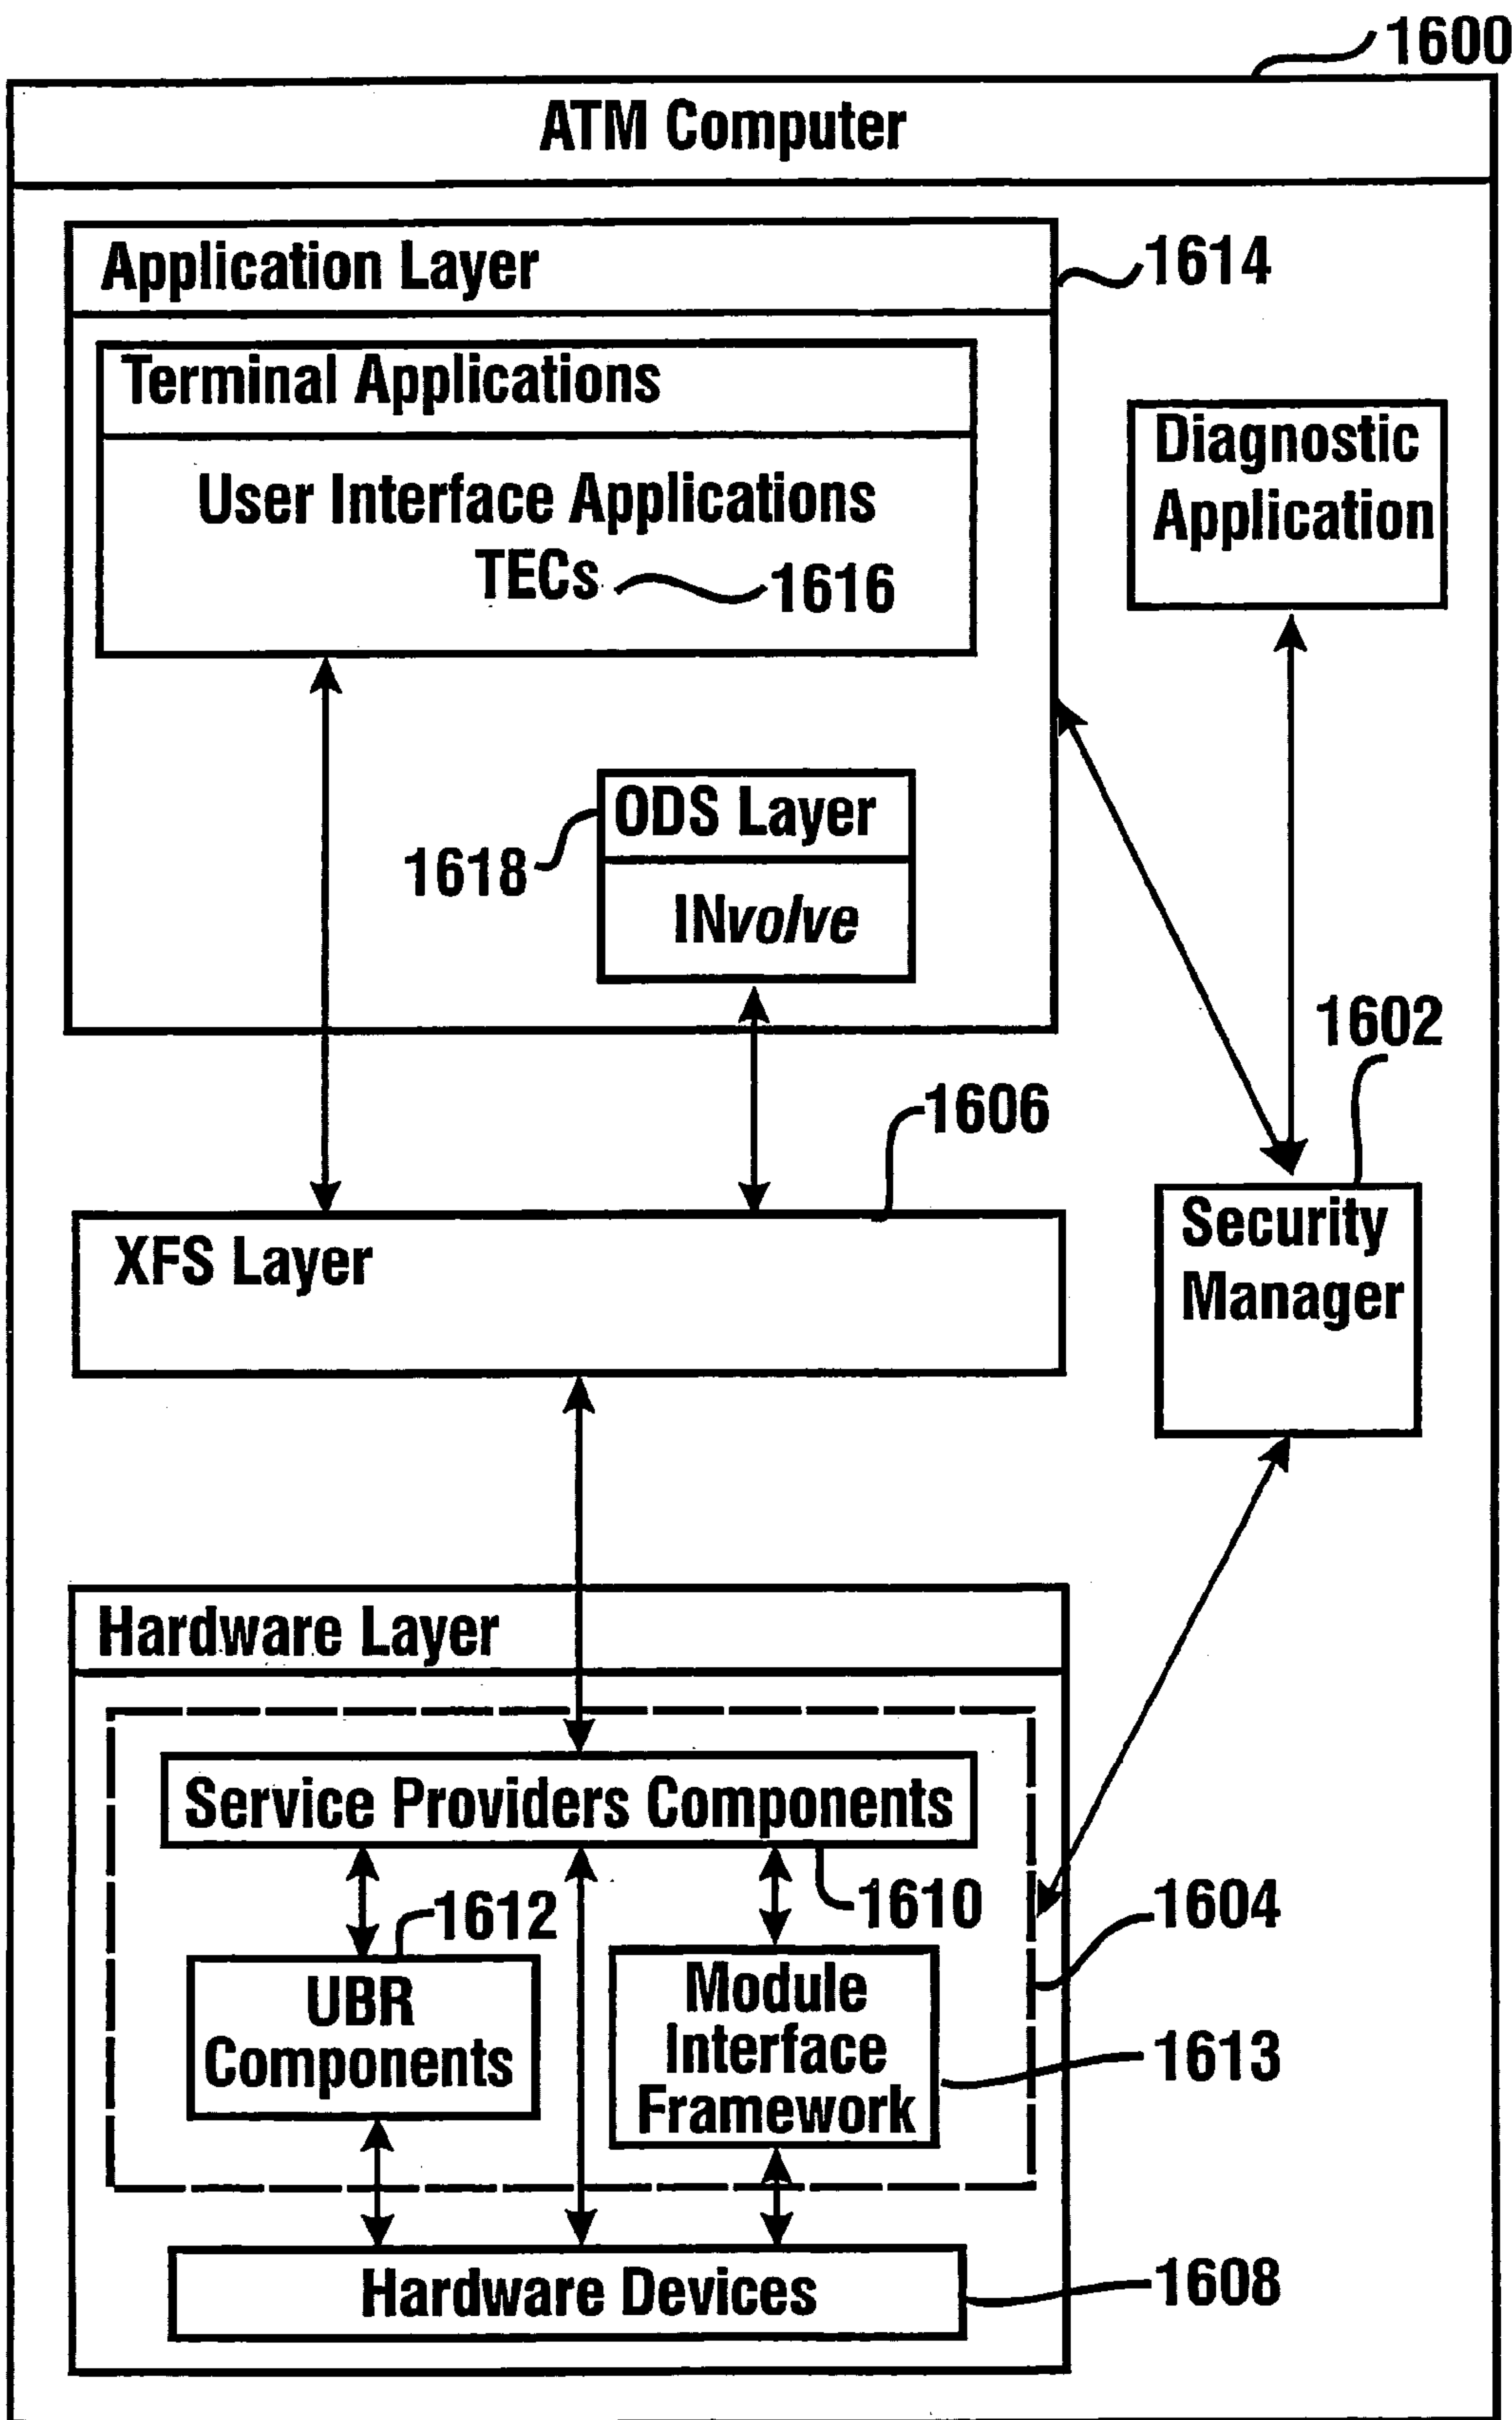 1600
ATM Computer
Application Layer
1614
Terminal Applications
User Interface Applications
TECs
1616
Diagnostic
Application
ODS Layer
1618
INvolve
1602
1606
XFS Layer
Security
Manager
Hardware Layer
Service Providers Components
1610
1612
1604
UBR
Components
Module
Interface
Framework
1613
Hardware Devices
1608